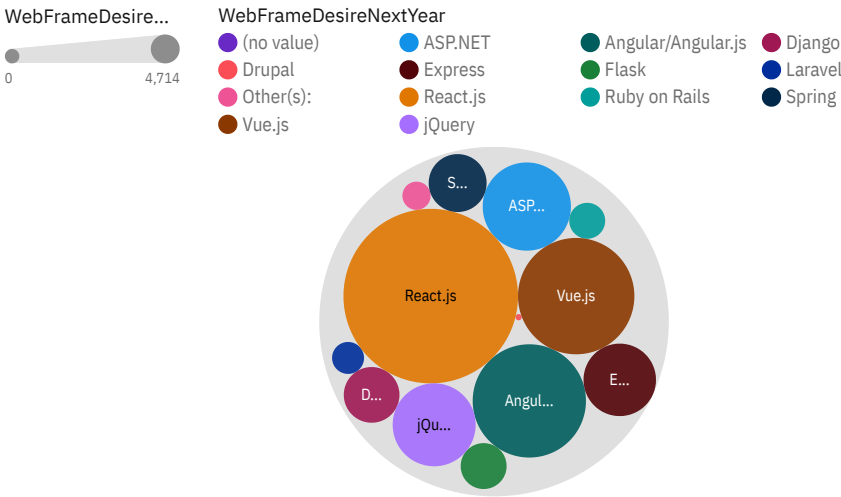 WebFrameDesire...
0
4,714
WebFrameDesireNextYear
(no value)
ASP.NET
Angular/Angular.js
Django
Drupal
Express
Flask
Laravel
Other(s):
React.js
Ruby on Rails
Spring
Vue.js
jQuery
S...
ASP...
React.js
Vue.js
E...
D...
Angul...
jQu...